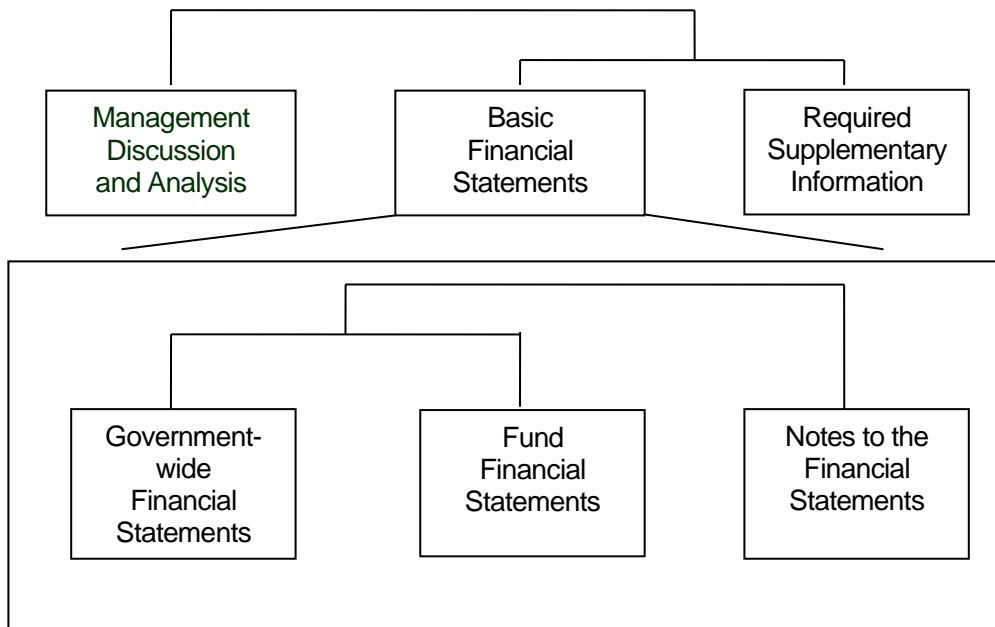 Management
Discussion
and Analysis
Basic
Financial
Statements
Required
Supplementary
Information
Government-
wide
Financial
Statements
Fund
Financial
Statements
Notes to the
Financial
Statements